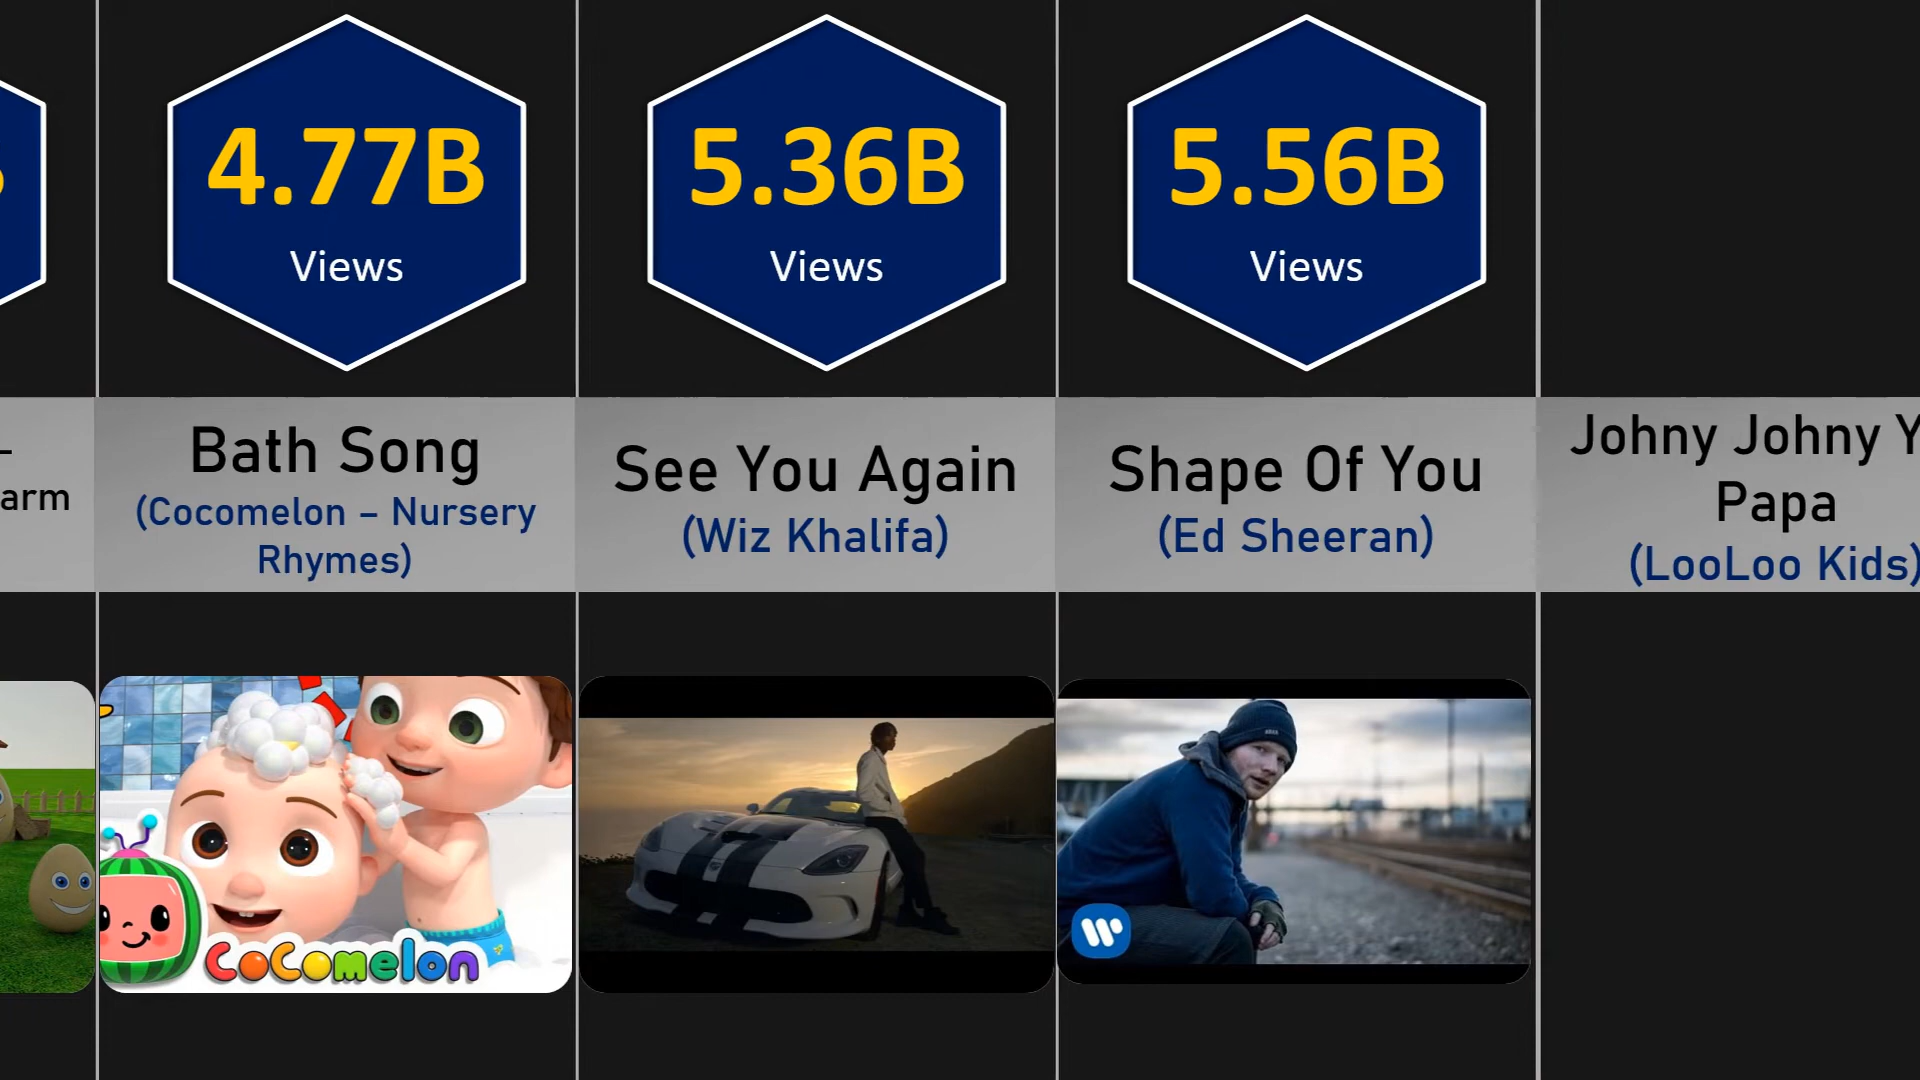 4.77B
Views
5.36B
Views
5.56B
Views
Bath Song
(Cocomelon – Nursery
Rhymes)
See You Again
(Wiz Khalifa)
Shape Of You
(Ed Sheeran)
Johny Johny Y
Papa
(LooLoo Kids)
arm
CoComelon